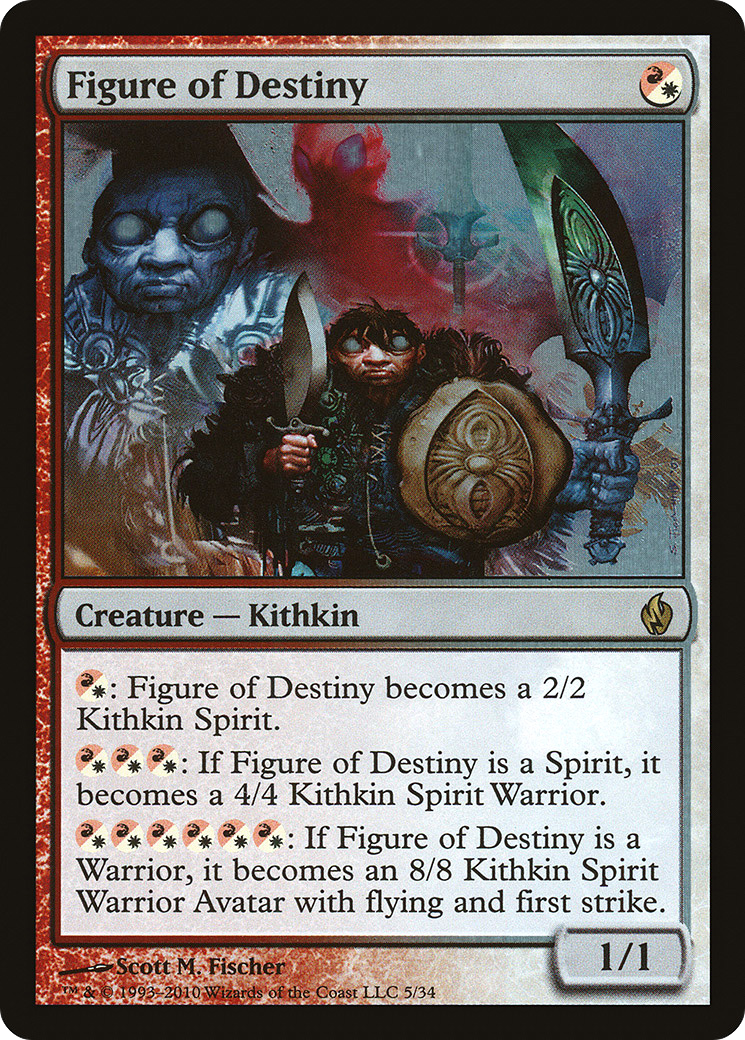 Figure of Destiny
Creature — Kithkin
: Figure of Destiny becomes a 2/2
Kithkin Spirit.
: If Figure of Destiny is a Spirit, it
becomes a 4/4 Kithkin Spirit Warrior.
: If Figure of Destiny is a
Warrior, it becomes an 8/8 Kithkin Spirit
Warrior Avatar with flying and first strike.
1/1
Scott M. Fischer
™ & © 1993–2010 Wizards of the Coast LLC 5/34